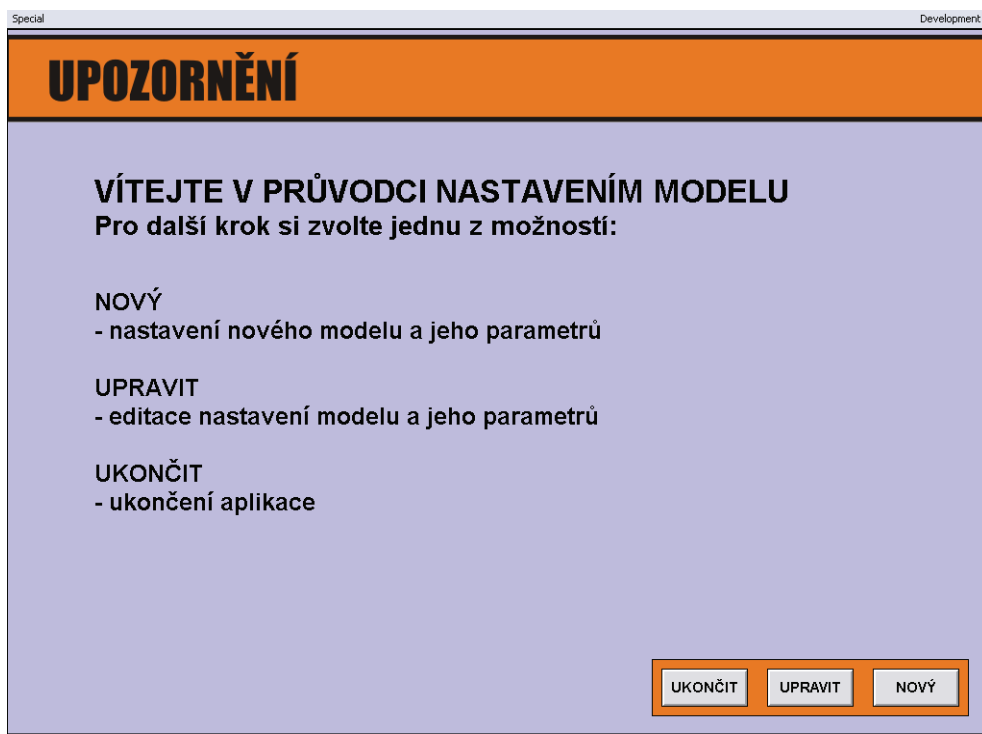 Special
Development
UPOZORNĚNÍ
VÍTEJTE V PRŮVODCI NASTAVENÍM MODELU
Pro další krok si zvolte jednu z možností:
NOVÝ
- nastavení nového modelu a jeho parametrů
UPRAVIT
- editace nastavení modelu a jeho parametrů
UKONČIT
- ukončení aplikace
UKONČIT
UPRAVIT
NOVÝ